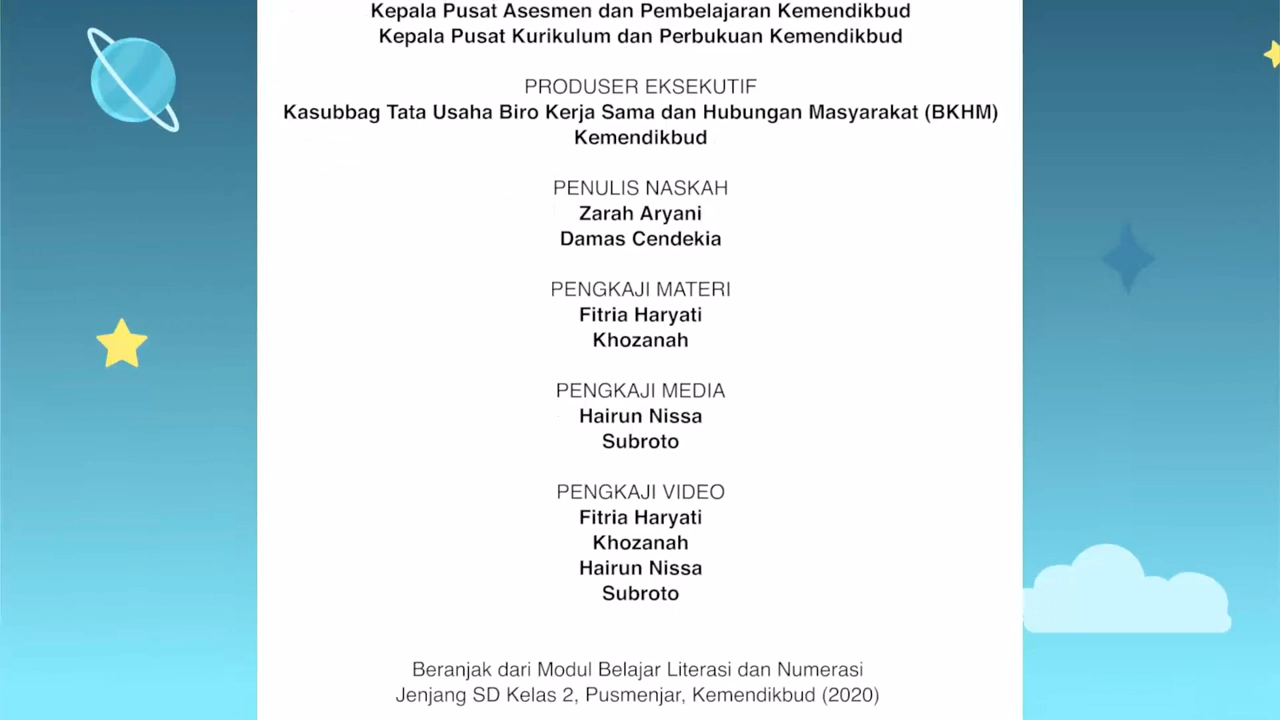 Kepala Pusat Asesmen dan Pembelajaran Kemendikbud
Kepala Pusat Kurikulum dan Perbukuan Kemendikbud
PRODUSER EKSEKUTIF
Kasubbag Tata Usaha Biro Kerja Sama dan Hubungan Masyarakat (BKHM)
Kemendikbud
PENULIS NASKAH
Zarah Aryani
Damas Cendekia
PENGKAJI MATERI
Fitria Haryati
Khozanah
PENGKAJI MEDIA
Hairun Nissa
Subroto
PENGKAJI VIDEO
Fitria Haryati
Khozanah
Hairun Nissa
Subroto
Beranjak dari Modul Belajar Literasi dan Numerasi
Jenjang SD Kelas 2, Pusmenjar, Kemendikbud (2020)